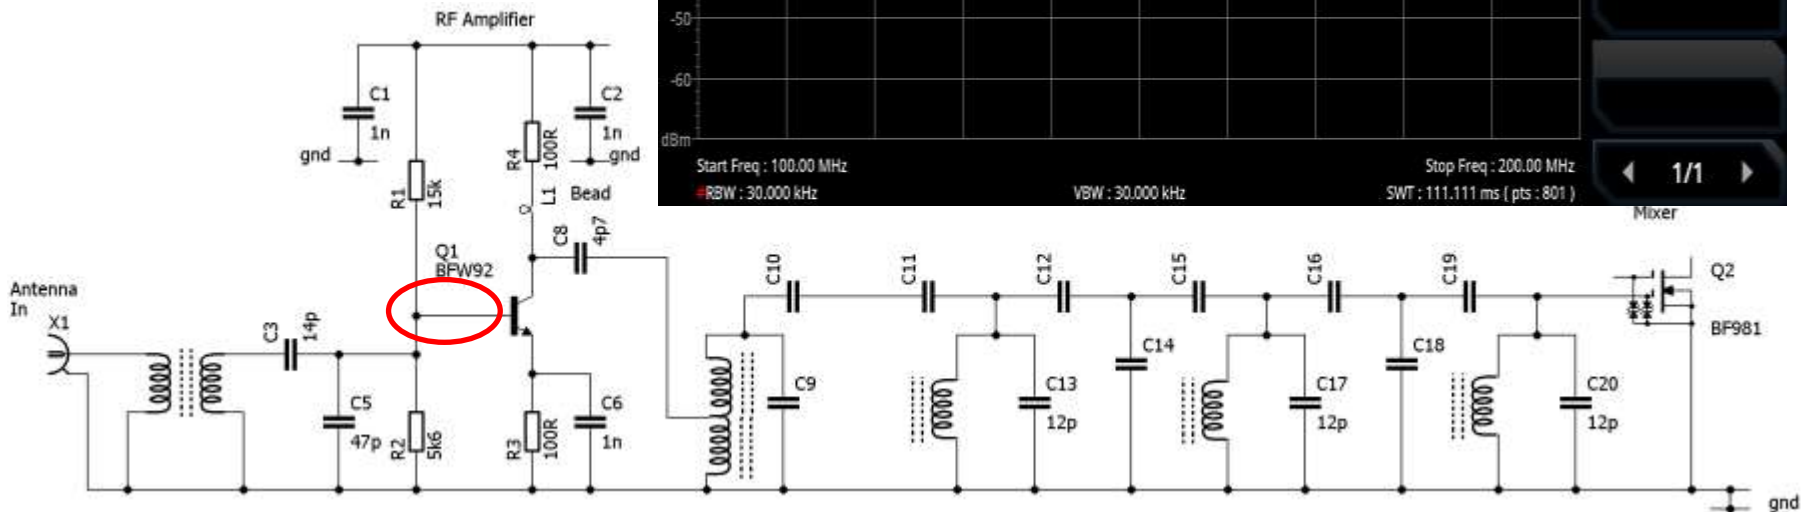 RF Amplifier
-50
-60
dBm
Start Freq : 100.00 MHz
Stop Freq : 200.00 MHz
#RBW : 30.000 kHz
VBW : 30.000 kHz
SWT : 111.111 ms ( pts : 801 )
1/1
C1
1n
gnd
C2
1n
gnd
R4
100R
R1
15k
L1
Bead
C8
4p7
Q1
BFW92
Antenna
In
X1
C3
14p
C5
47p
R2
5k6
R3
100R
C6
1n
C9
C10
C11
C12
C13
12p
C14
C15
C16
C17
12p
C18
C19
C20
12p
Mixer
Q2
BF981
gnd